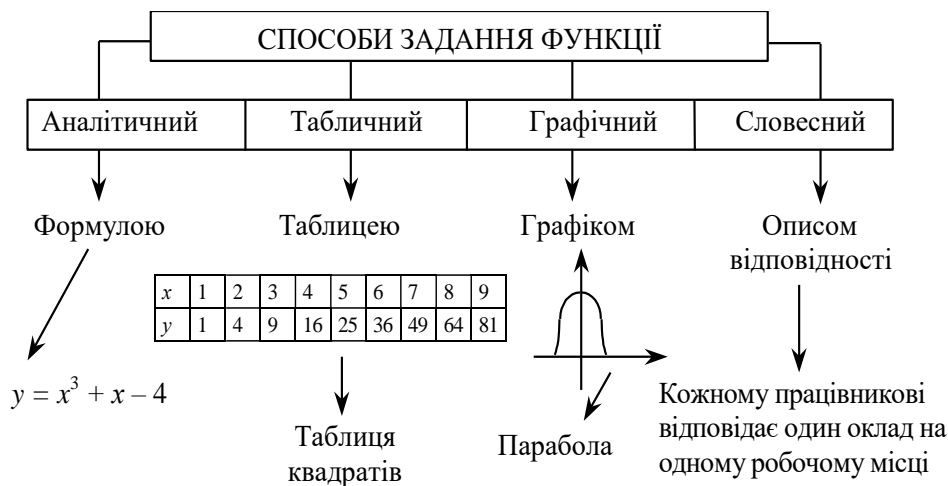 СПОСОБИ ЗАДАННЯ ФУНКЦІЇ
Аналітичний Табличний Графічний Словесний
Формулою
Таблицею
Графіком
Описом
відповідності
x 1 2 3 4 5 6 7 8 9
y 1 4 9 16 25 36 49 64 81
y = x³ + x – 4
Таблиця
квадратів
Парабола
Кожному працівникові
відповідає один оклад на
одному робочому місці